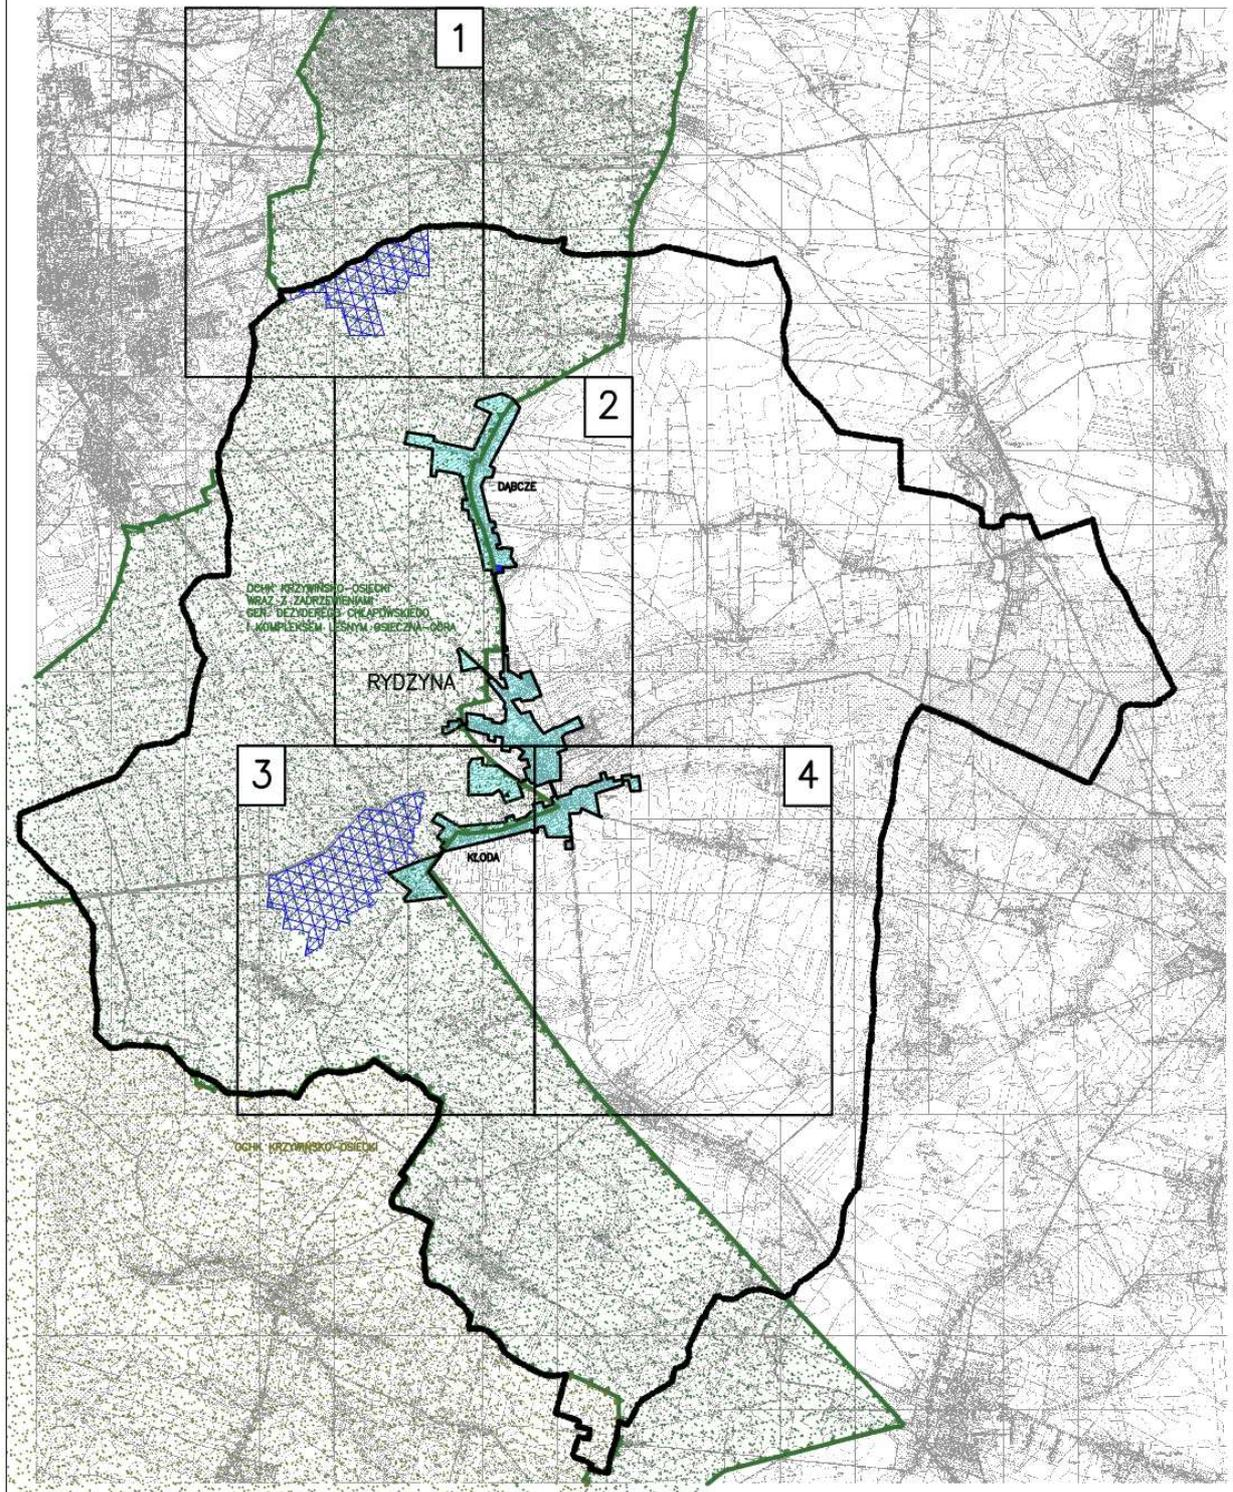 1
2
DĄBCZE
OCHK KRZYWIŃSKO-OSIECKI
WRAZ Z ZADRZEWIENIAMI
GEN. DEZYDEREGO CHŁAPOWSKIEGO
I KOMPLEKSEM LEŚNYM OSIECZNA-GÓRA
RYDZYNA
3
4
KŁODA
OCHK KRZYWIŃSKO-OSIECKI